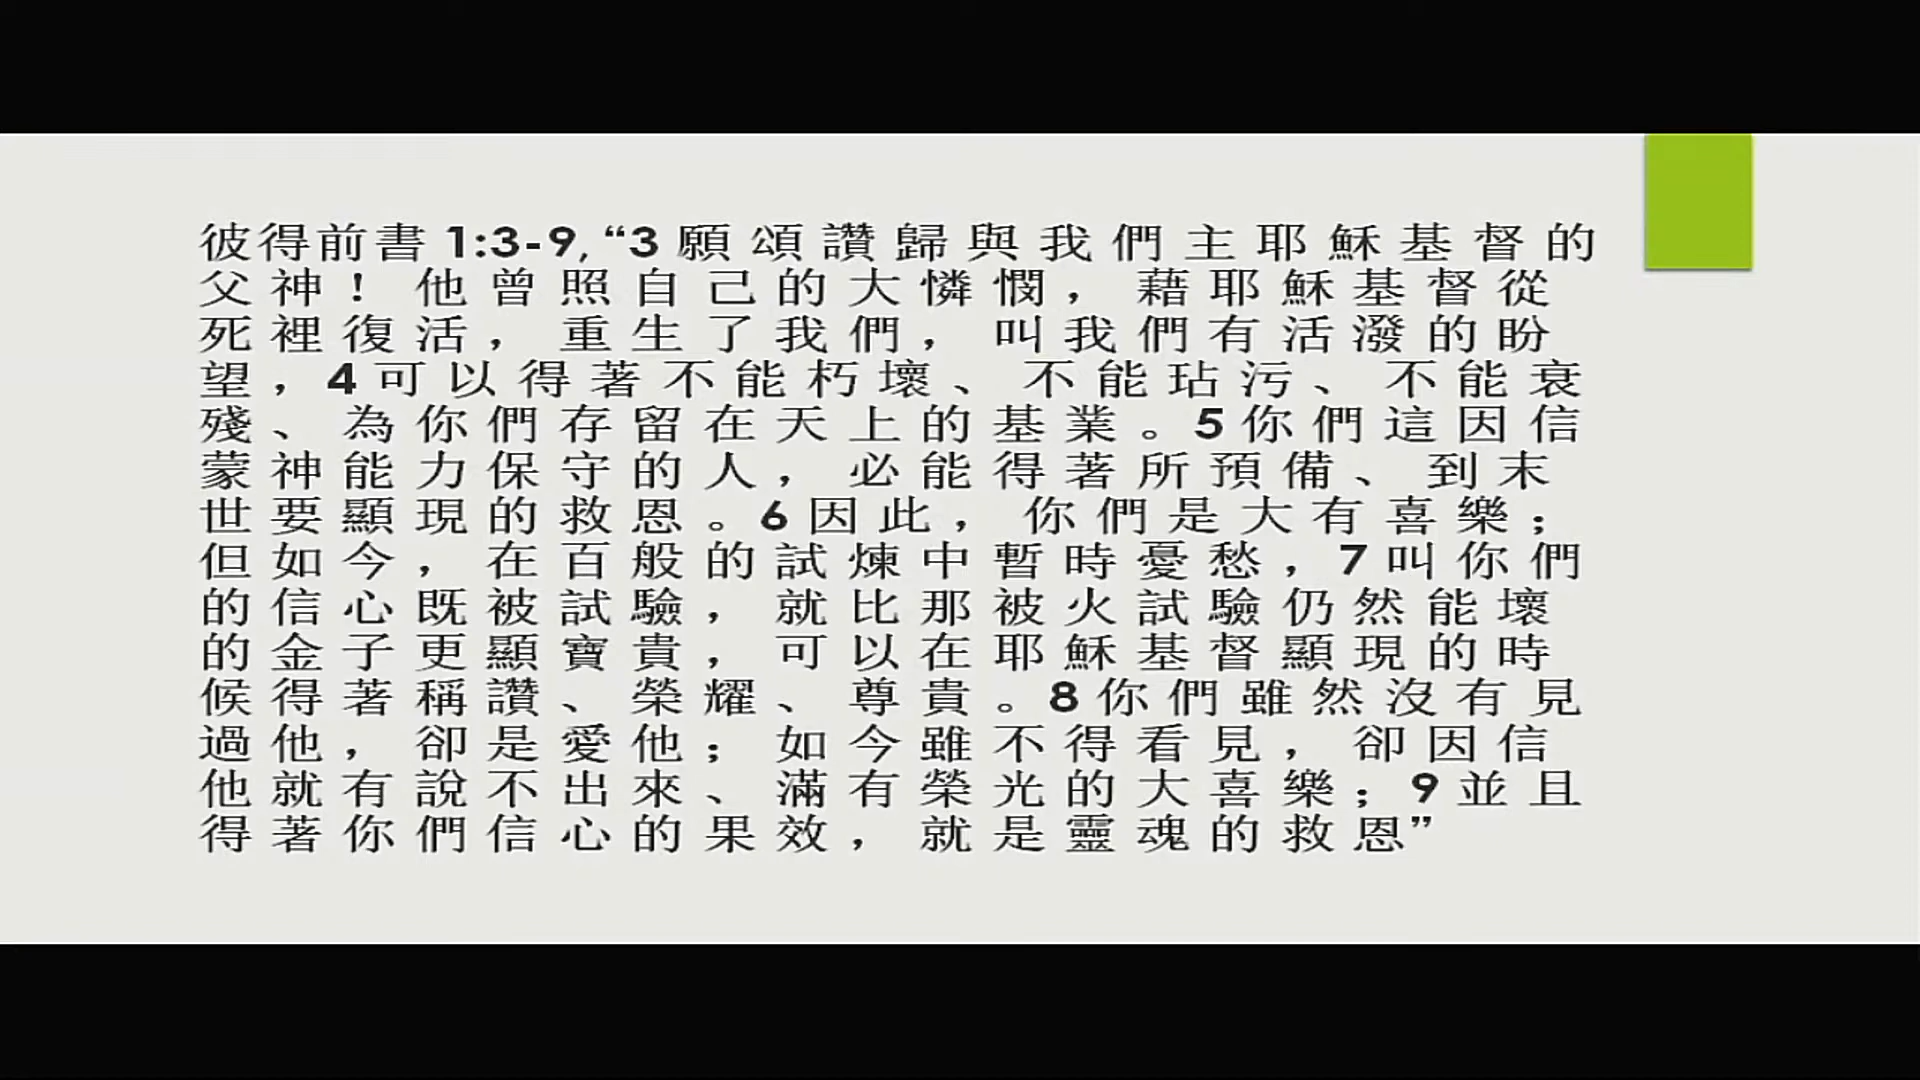 彼得前書 1:3-9, “3 願頌讚歸與我們主耶穌基督的
父神！他曾照自己的大憐憫，藉耶穌基督從
死裡復活，重生了我們，叫我們有活潑的盼
望，4 可以得著不能朽壞、不能玷污、不能衰
殘、為你們存留在天上的基業。5 你們這因信
蒙神能力保守的人，必能得著所預備、到末
世要顯現的救恩。6 因此，你們是大有喜樂；
但如今，在百般的試煉中暫時憂愁，7 叫你們
的信心既被試驗，就比那被火試驗仍然能壞
的金子更顯寶貴，可以在耶穌基督顯現的時
候得著稱讚、榮耀、尊貴。8 你們雖然沒有見
過他，卻是愛他；如今雖不得看見，卻因信
他就有說不出來、滿有榮光的大喜樂；9 並且
得著你們信心的果效，就是靈魂的救恩”